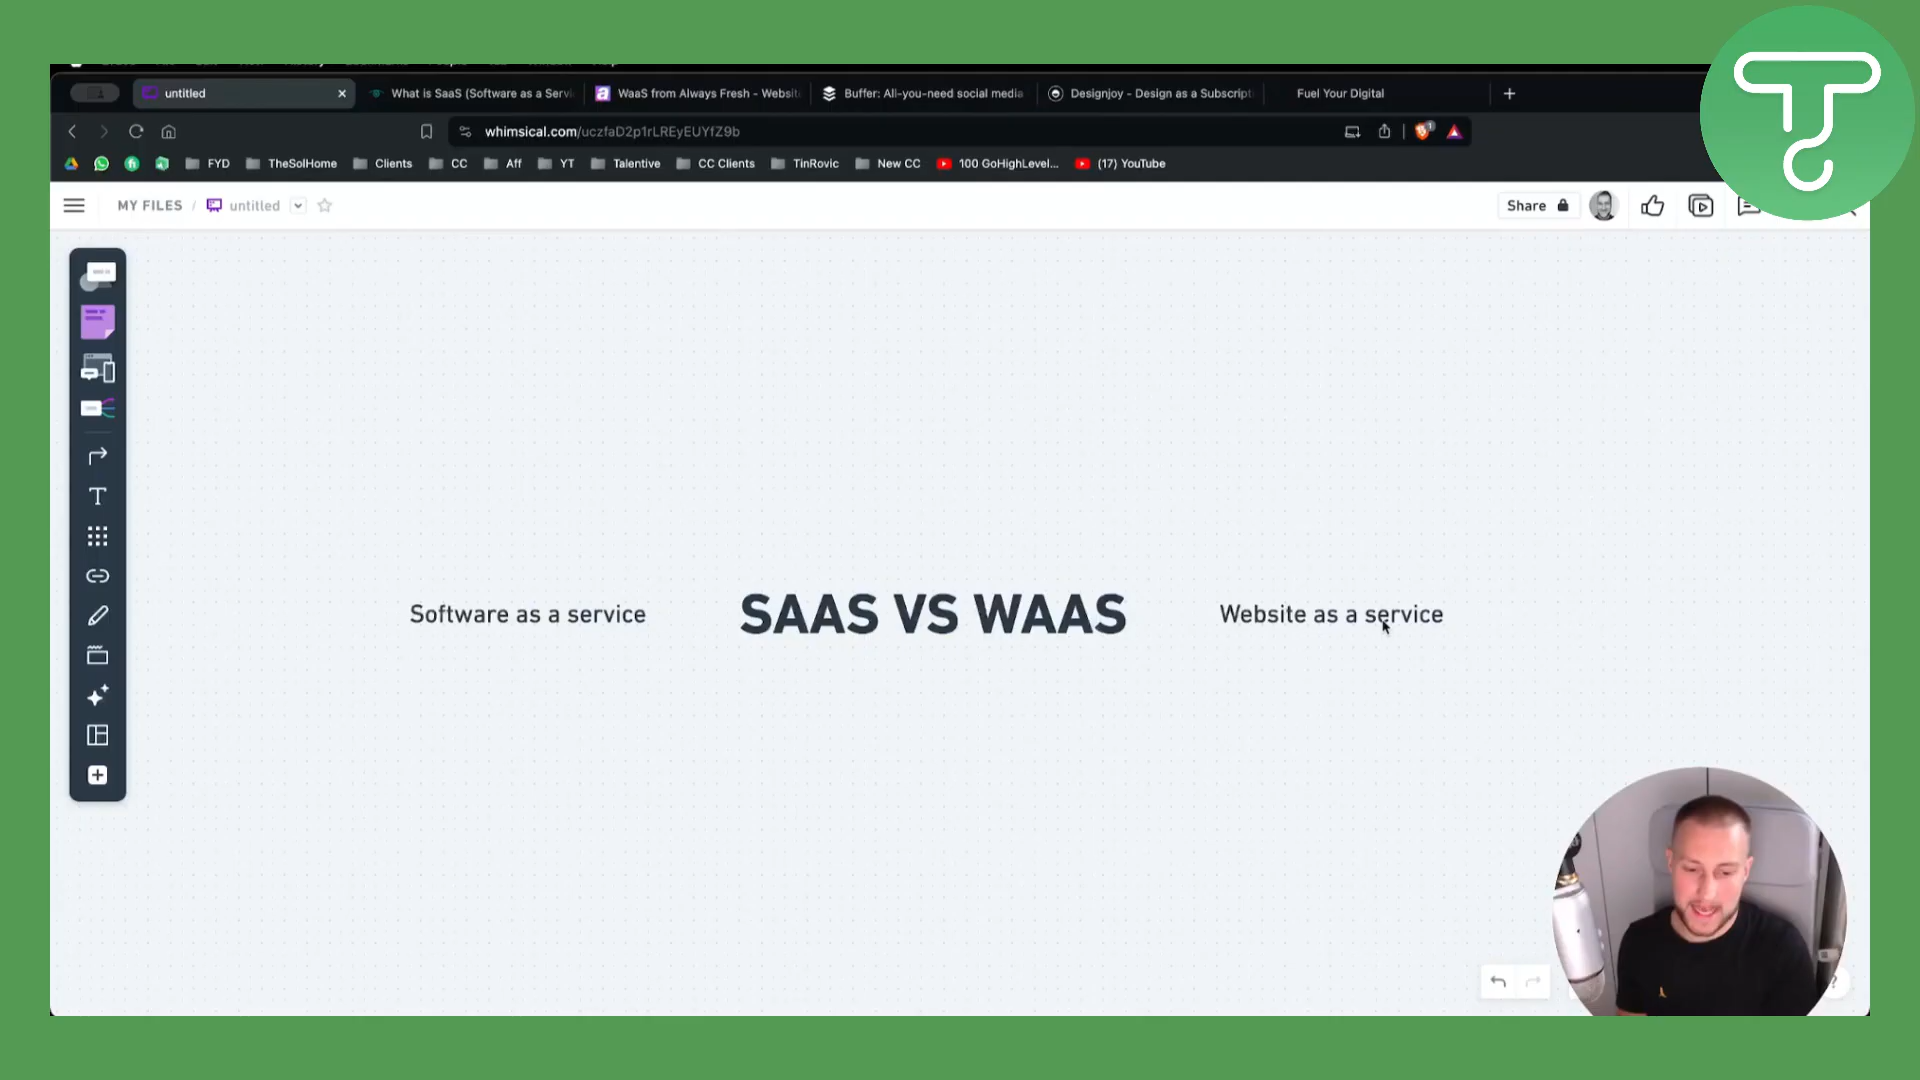 untitled
What is SaaS (Software as a Servi
WaaS from Always Fresh - Website
Buffer: All-you-need social media
Designjoy - Design as a Subscript
Fuel Your Digital
whimsical.com/uczfaD2p1rLREyEUYfZ9b
FYD
TheSolHome
Clients
CC
Aff
YT
Talentive
CC Clients
TinRovic
New CC
100 GoHighLevel...
(17) YouTube
MY FILES / untitled
Share
Software as a service
SAAS VS WAAS
Website as a service